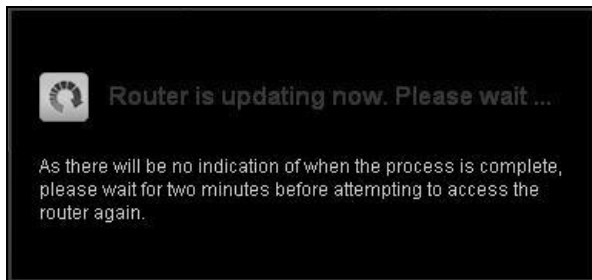 Router is updating now. Please wait ...
As there will be no indication of when the process is complete,
please wait for two minutes before attempting to access the
router again.